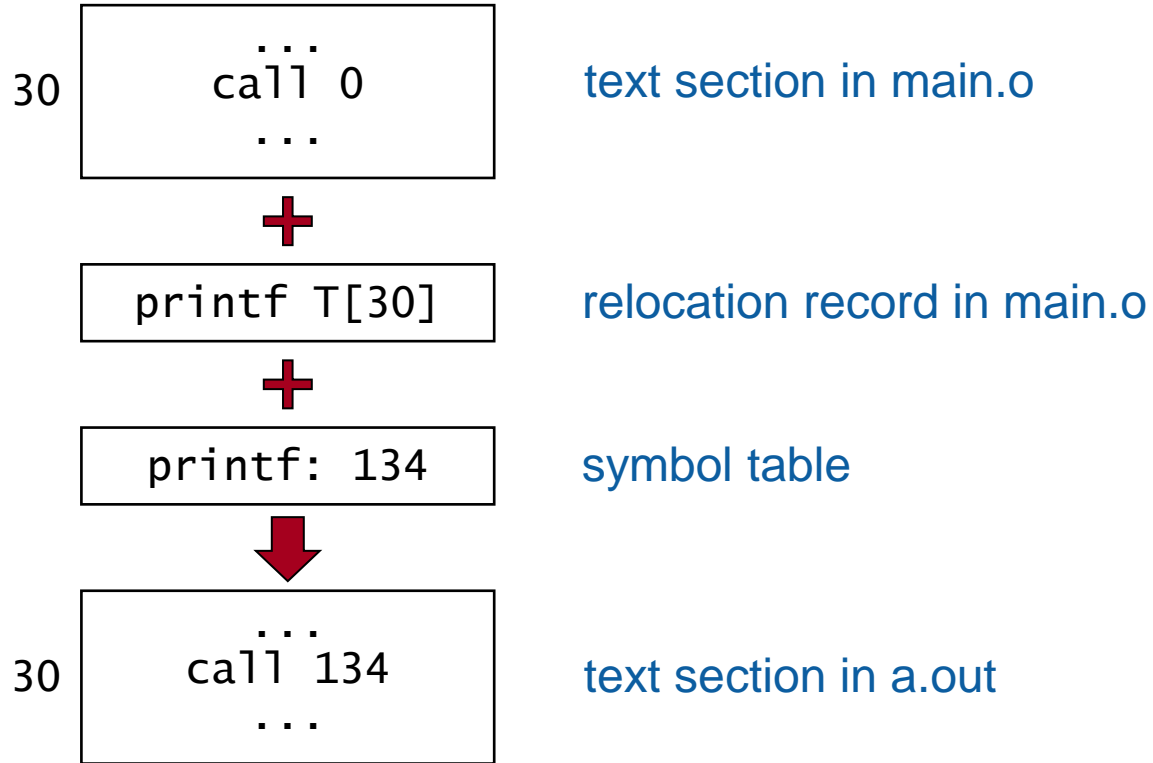 ...
30 call 0 text section in main.o
...
printf T[30] relocation record in main.o
printf: 134 symbol table
...
30 call 134 text section in a.out
...